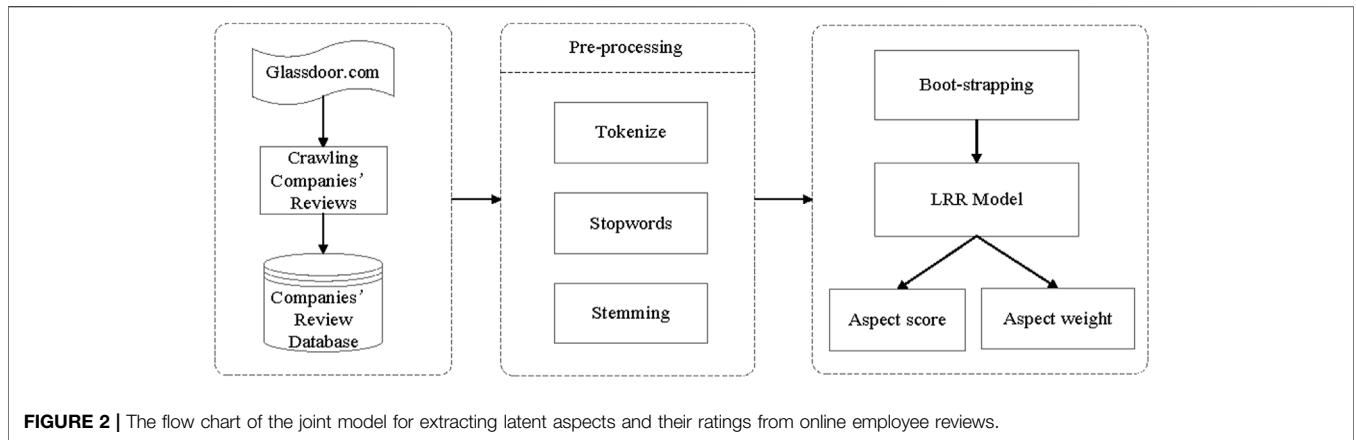 Glassdoor.com
Crawling
Companies’
Reviews
Companies’
Review
Database
Pre-processing
Tokenize
Stopwords
Stemming
Boot-strapping
LRR Model
Aspect score
Aspect weight
FIGURE 2 | The flow chart of the joint model for extracting latent aspects and their ratings from online employee reviews.